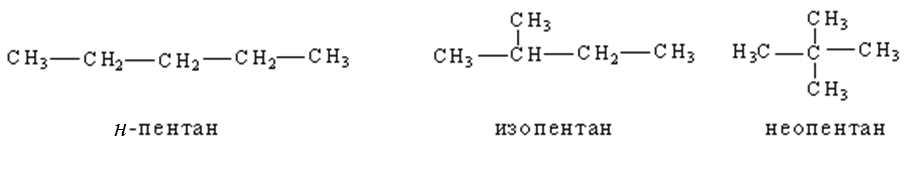 CH₃—CH₂—CH₂—CH₂—CH₃
н-пентан
CH₃
CH₃—CH—CH₂—CH₃
изопентан
CH₃
H₃C—C—CH₃
CH₃
неопентан